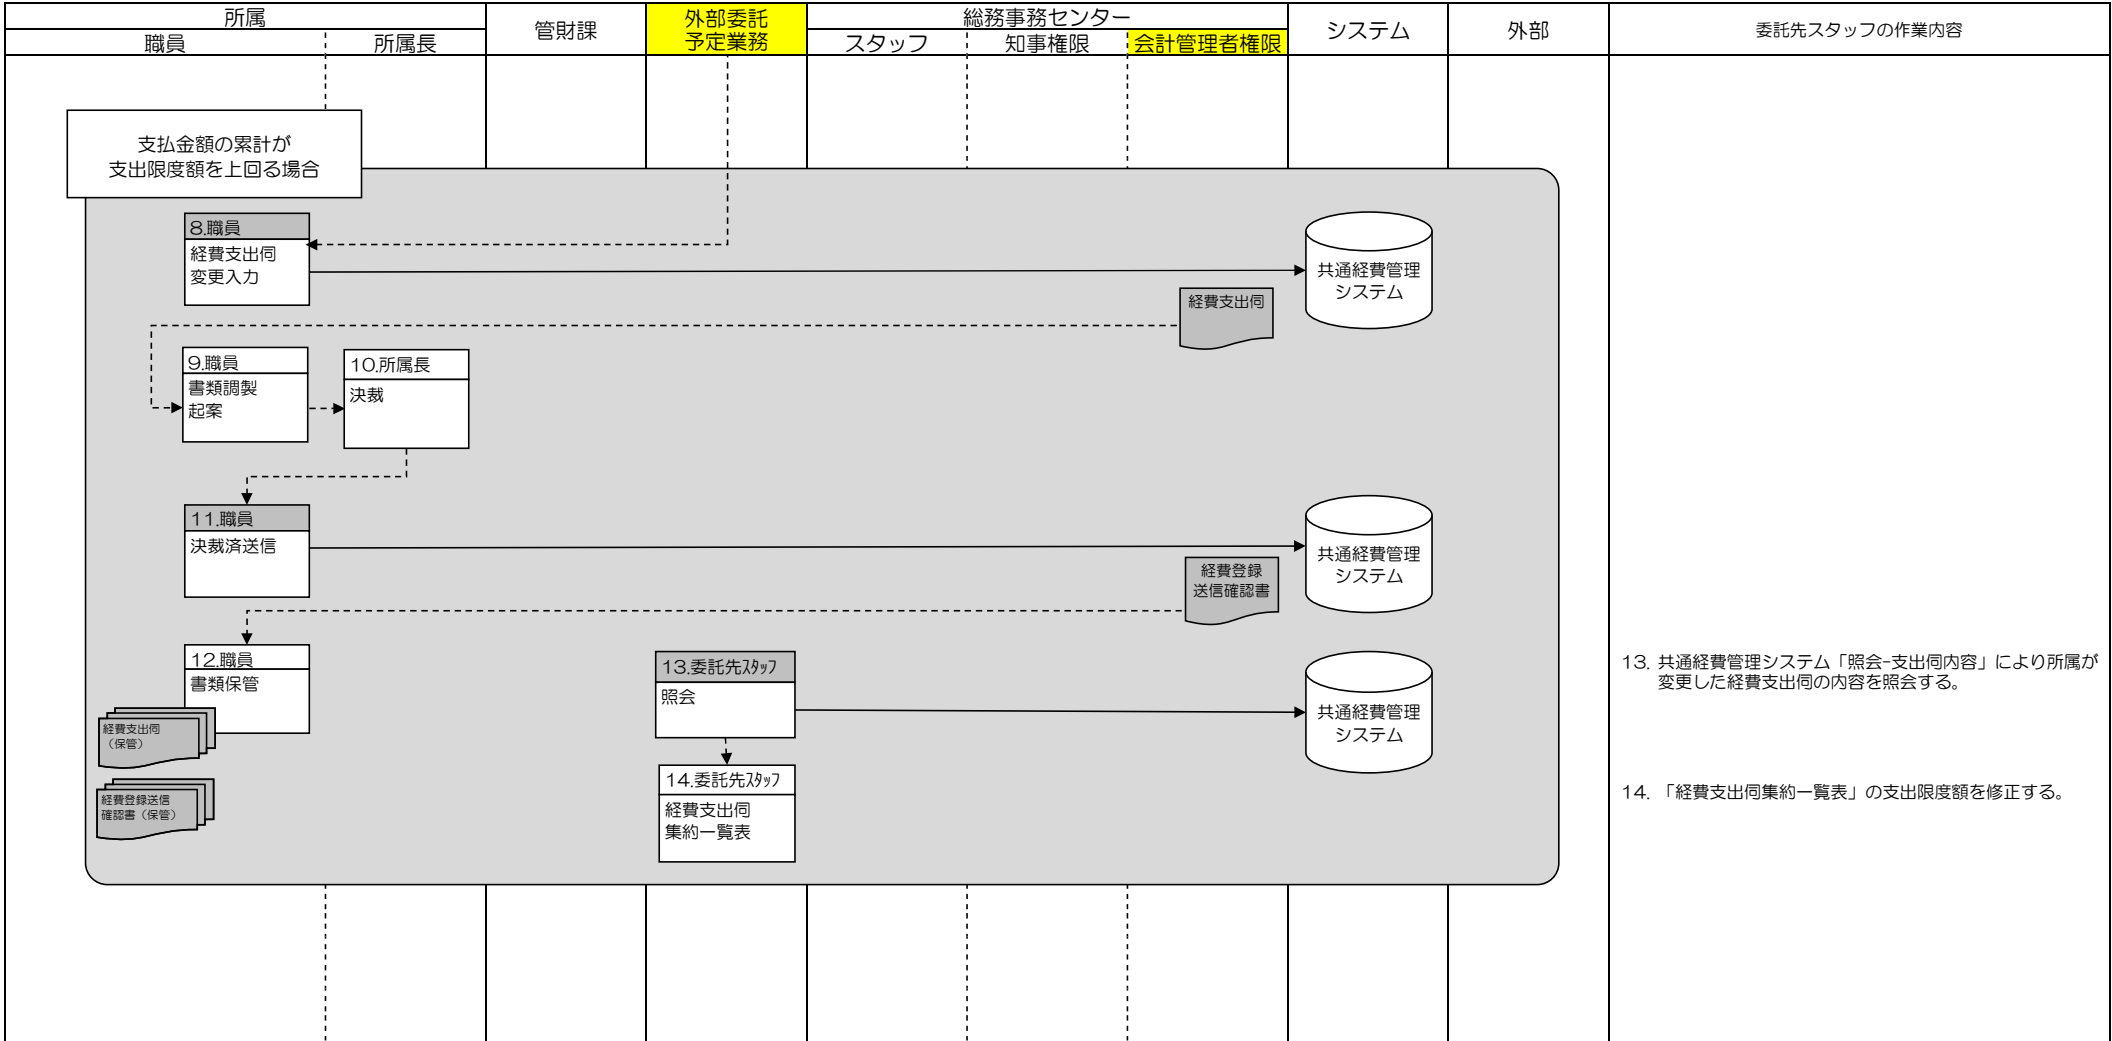 所属
職員
所属長
管財課
外部委託
予定業務
総務事務センター
スタッフ
知事権限
会計管理者権限
システム
外部
委託先スタッフの作業内容
支払金額の累計が
支出限度額を上回る場合
8.職員
経費支出伺
変更入力
共通経費管理
システム
経費支出伺
9.職員
書類調製
起案
10.所属長
決裁
11.職員
決裁済送信
共通経費管理
システム
経費登録
送信確認書
12.職員
書類保管
経費支出伺
（保管）
経費登録送信
確認書（保管）
13.委託先ｽﾀｯﾌ
照会
共通経費管理
システム
14.委託先ｽﾀｯﾌ
経費支出伺
集約一覧表
13. 共通経費管理システム「照会-支出伺内容」により所属が
変更した経費支出伺の内容を照会する。
14. 「経費支出伺集約一覧表」の支出限度額を修正する。